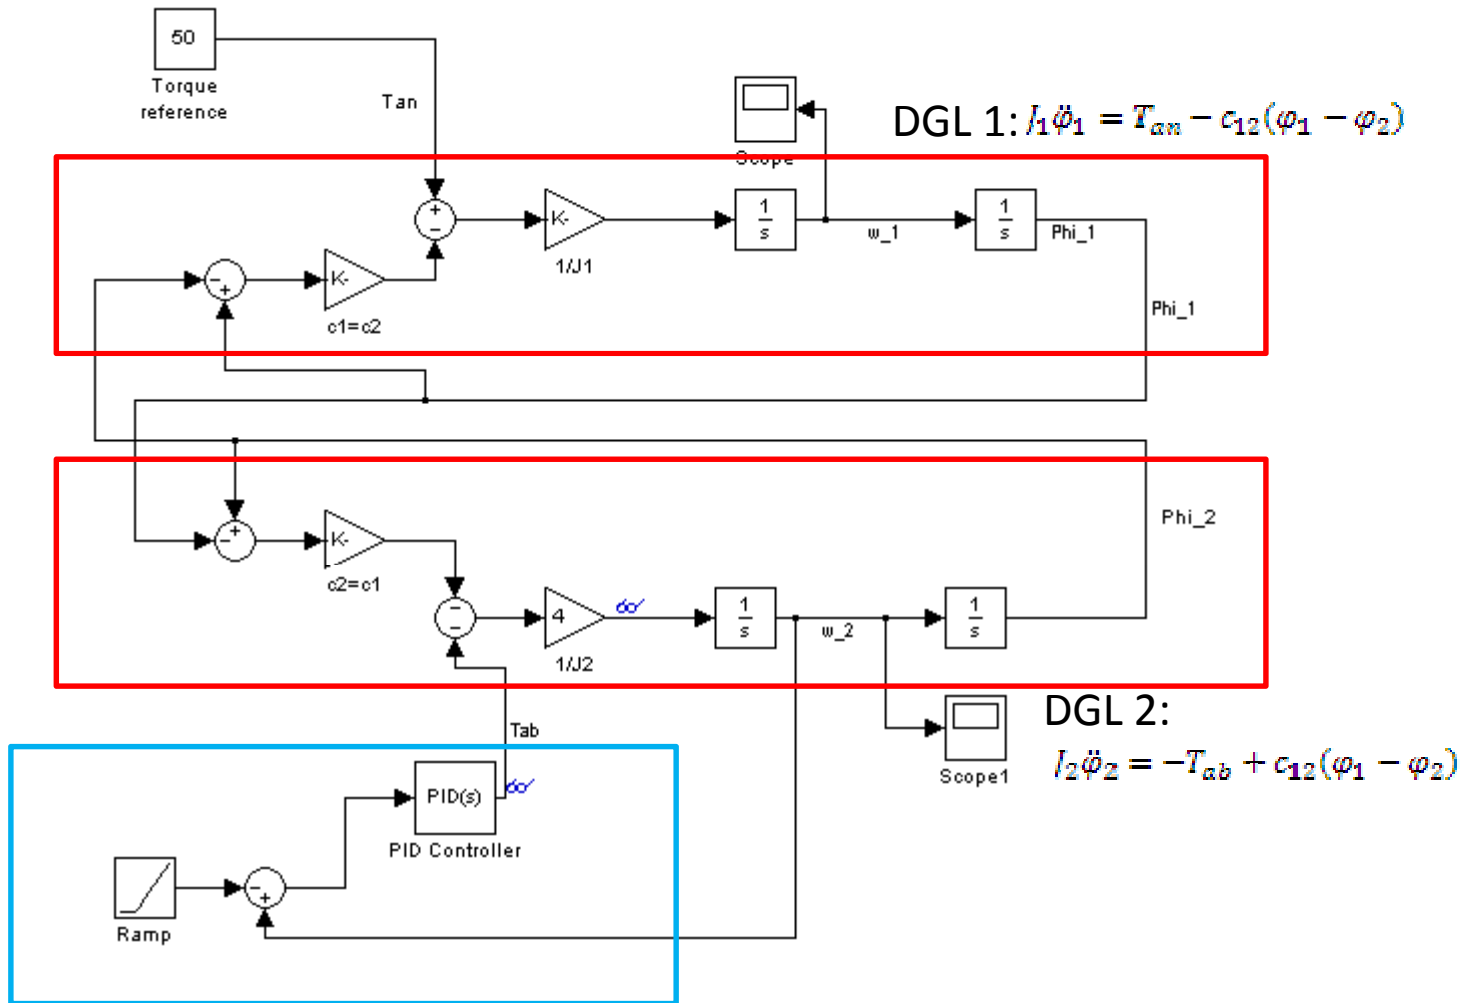 50
Torque
reference
Tan
Scope
DGL 1: J₁φ̈₁ = Tₐₙ − c₁₂(φ₁ − φ₂)
+
−
K-
1/J1
1
s
w_1
1
s
Phi_1
−
+
K-
c1=c2
Phi_1
+
−
K-
c2=c1
−
−
4
1/J2
1
s
w_2
1
s
Phi_2
Tab
Scope1
DGL 2:
J₂φ̈₂ = −T_ab + c₁₂(φ₁ − φ₂)
PID(s)
PID Controller
Ramp
−
+